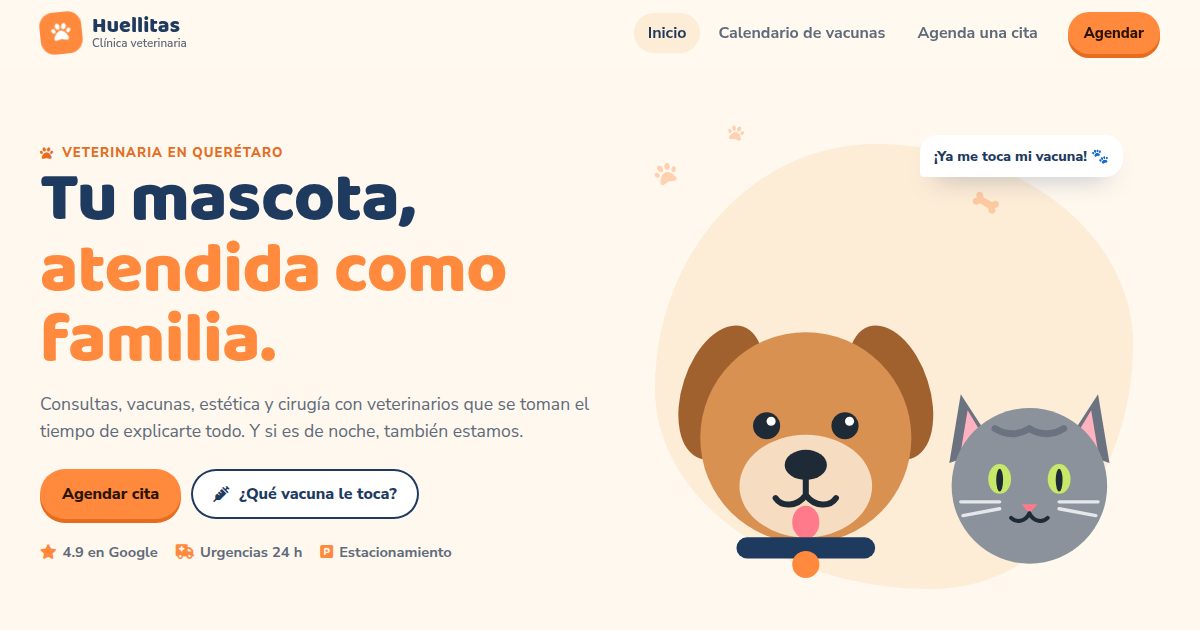 Huellitas
Clínica veterinaria
Inicio
Calendario de vacunas
Agenda una cita
Agendar
VETERINARIA EN QUERÉTARO
Tu mascota,
atendida como
familia.
Consultas, vacunas, estética y cirugía con veterinarios que se toman el
tiempo de explicarte todo. Y si es de noche, también estamos.
Agendar cita
¿Qué vacuna le toca?
4.9 en Google
Urgencias 24 h
P Estacionamiento
¡Ya me toca mi vacuna! 🐾